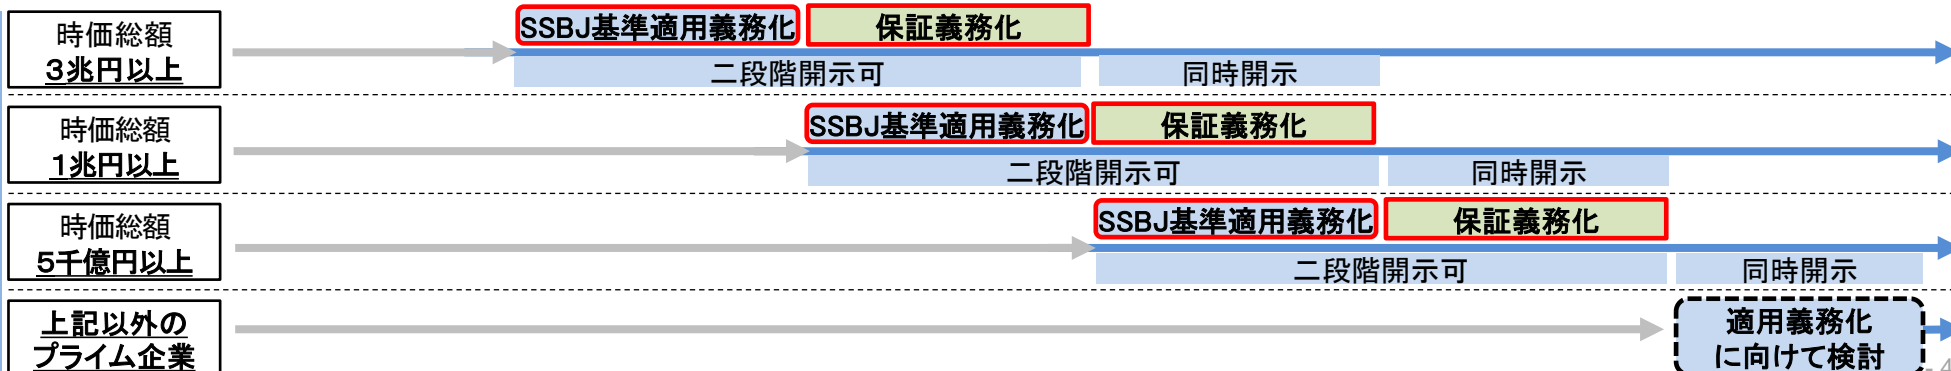 時価総額
3兆円以上
SSBJ基準適用義務化
保証義務化
二段階開示可
同時開示
時価総額
1兆円以上
SSBJ基準適用義務化
保証義務化
二段階開示可
同時開示
時価総額
5千億円以上
SSBJ基準適用義務化
保証義務化
二段階開示可
同時開示
上記以外の
プライム企業
適用義務化
に向けて検討
- 4